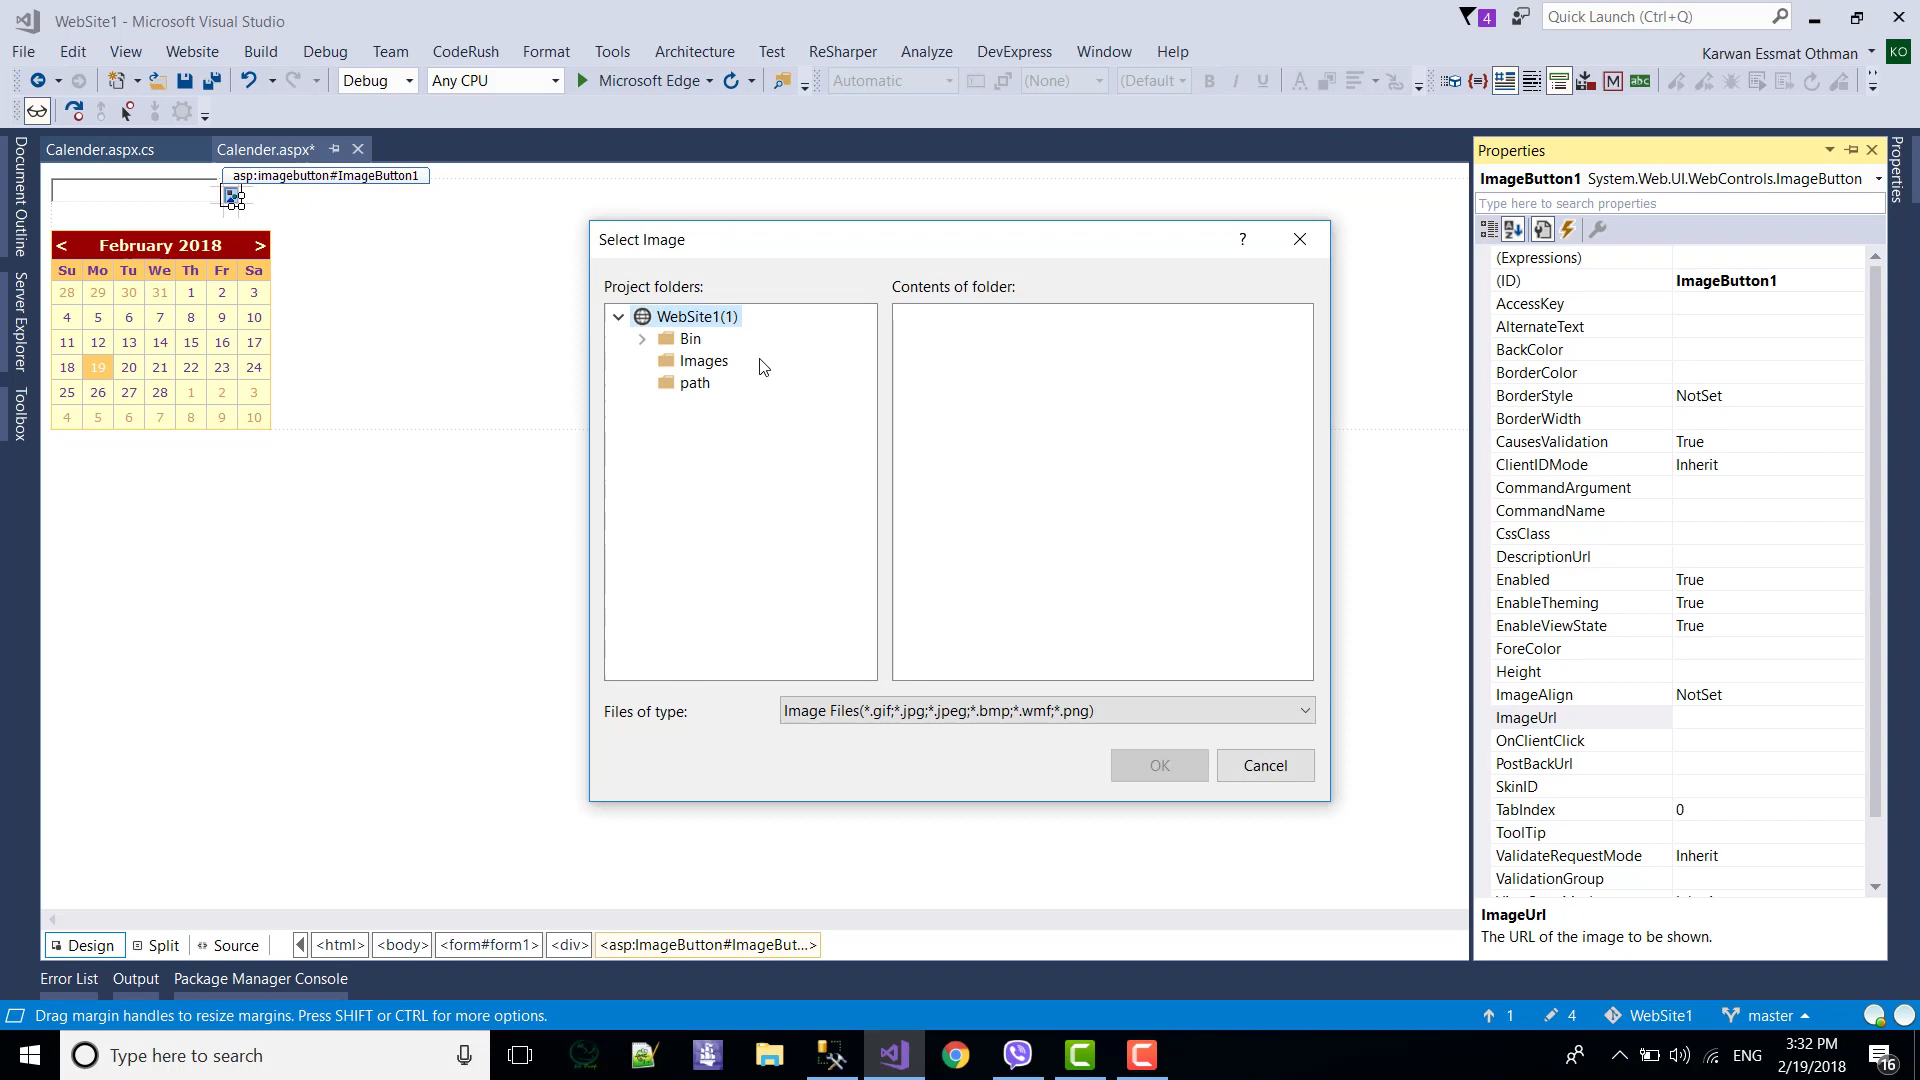 WebSite1 - Microsoft Visual Studio
4
Quick Launch (Ctrl+Q)
File Edit View Website Build Debug Team CodeRush Format Tools Architecture Test ReSharper Analyze DevExpress Window Help
Karwan Essmat Othman
KO
Debug
Any CPU
Microsoft Edge
Automatic
(None)
(Default
Document Outline
Server Explorer
Toolbox
Calender.aspx.cs
Calender.aspx*
asp:imagebutton#ImageButton1
< February 2018 >
Su Mo Tu We Th Fr Sa
28 29 30 31 1 2 3
4 5 6 7 8 9 10
11 12 13 14 15 16 17
18 19 20 21 22 23 24
25 26 27 28 1 2 3
4 5 6 7 8 9 10
Select Image
?
Project folders:
WebSite1(1)
Bin
Images
path
Contents of folder:
Files of type:
Image Files(*.gif;*.jpg;*.jpeg;*.bmp;*.wmf;*.png)
OK
Cancel
Properties
ImageButton1 System.Web.UI.WebControls.ImageButton
Type here to search properties
(Expressions)
(ID) ImageButton1
AccessKey
AlternateText
BackColor
BorderColor
BorderStyle NotSet
BorderWidth
CausesValidation True
ClientIDMode Inherit
CommandArgument
CommandName
CssClass
DescriptionUrl
Enabled True
EnableTheming True
EnableViewState True
ForeColor
Height
ImageAlign NotSet
ImageUrl
OnClientClick
PostBackUrl
SkinID
TabIndex 0
ToolTip
ValidateRequestMode Inherit
ValidationGroup
ImageUrl
The URL of the image to be shown.
Properties
Design
Split
Source
<html>
<body>
<form#form1>
<div>
<asp:ImageButton#ImageBut...>
Error List
Output
Package Manager Console
Drag margin handles to resize margins. Press SHIFT or CTRL for more options.
1
4
WebSite1
master
Type here to search
ENG
3:32 PM
2/19/2018
16